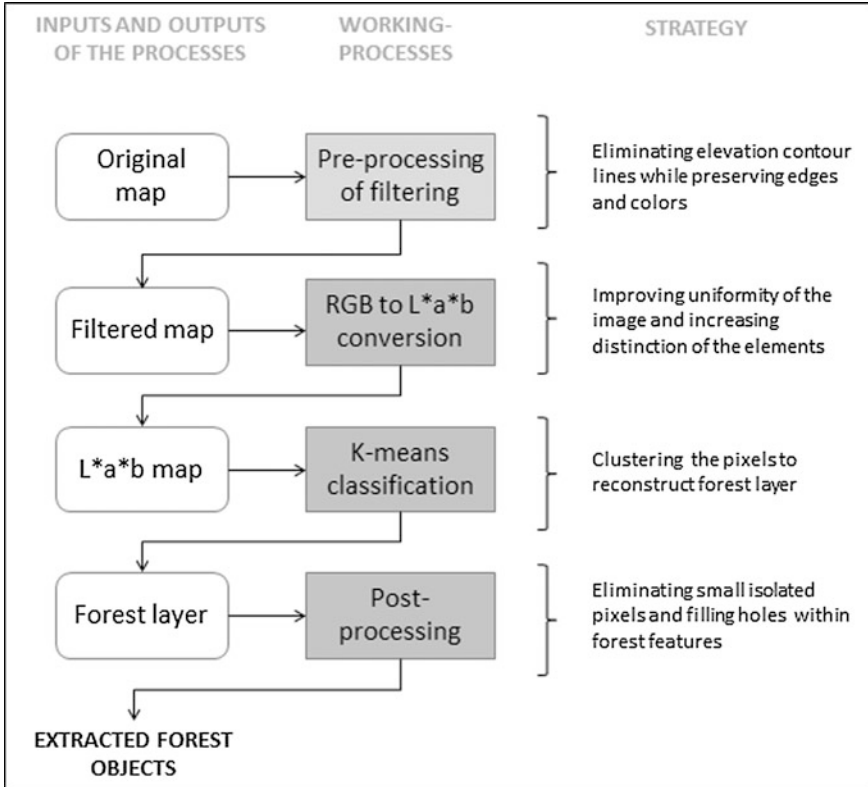 INPUTS AND OUTPUTS
OF THE PROCESSES
WORKING-
PROCESSES
STRATEGY
Original
map
Pre-processing
of filtering
Eliminating elevation contour
lines while preserving edges
and colors
Filtered map
RGB to L*a*b
conversion
Improving uniformity of the
image and increasing
distinction of the elements
L*a*b map
K-means
classification
Clustering the pixels to
reconstruct forest layer
Forest layer
Post-
processing
Eliminating small isolated
pixels and filling holes within
forest features
EXTRACTED FOREST
OBJECTS